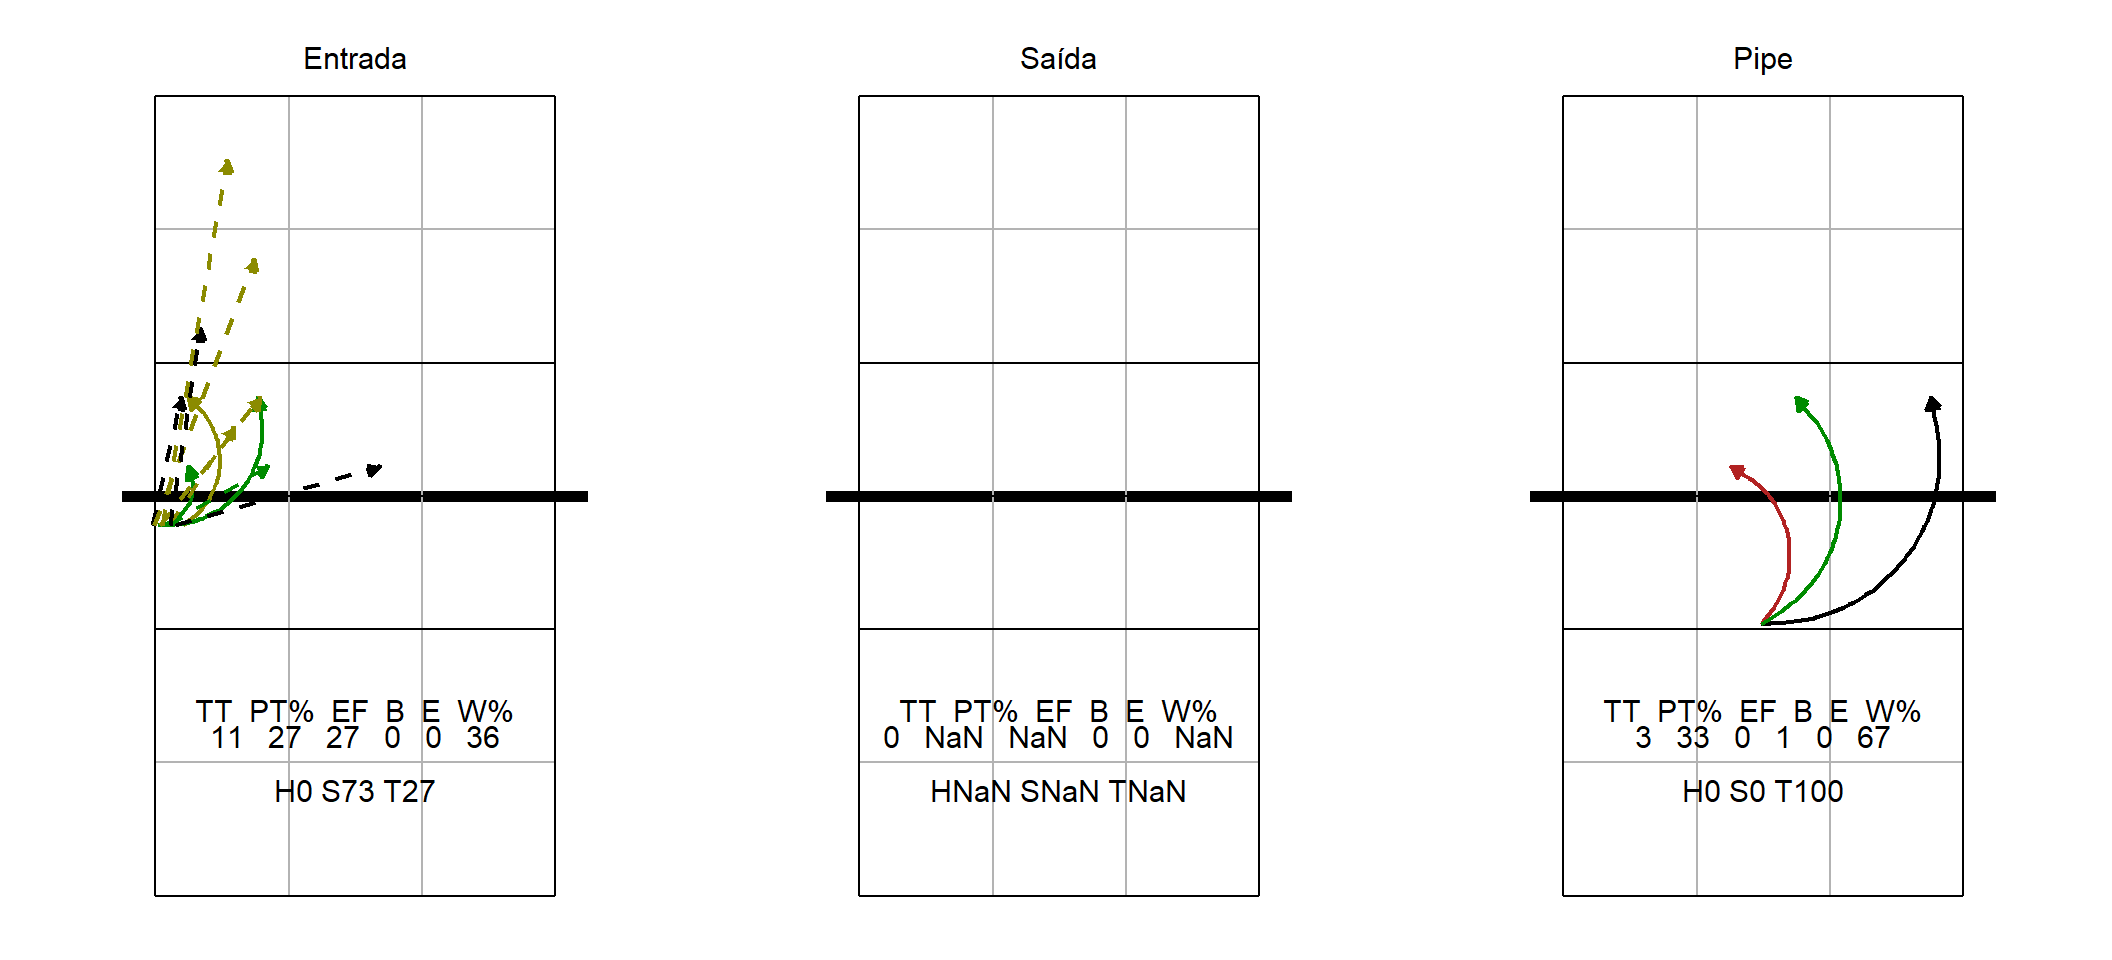 Entrada
TT PT% EF B E W%
11 27 27 0 0 36
H0 S73 T27
Saída
TT PT% EF B E W%
0 NaN NaN 0 0 NaN
HNaN SNaN TNaN
Pipe
TT PT% EF B E W%
3 33 0 1 0 67
H0 S0 T100